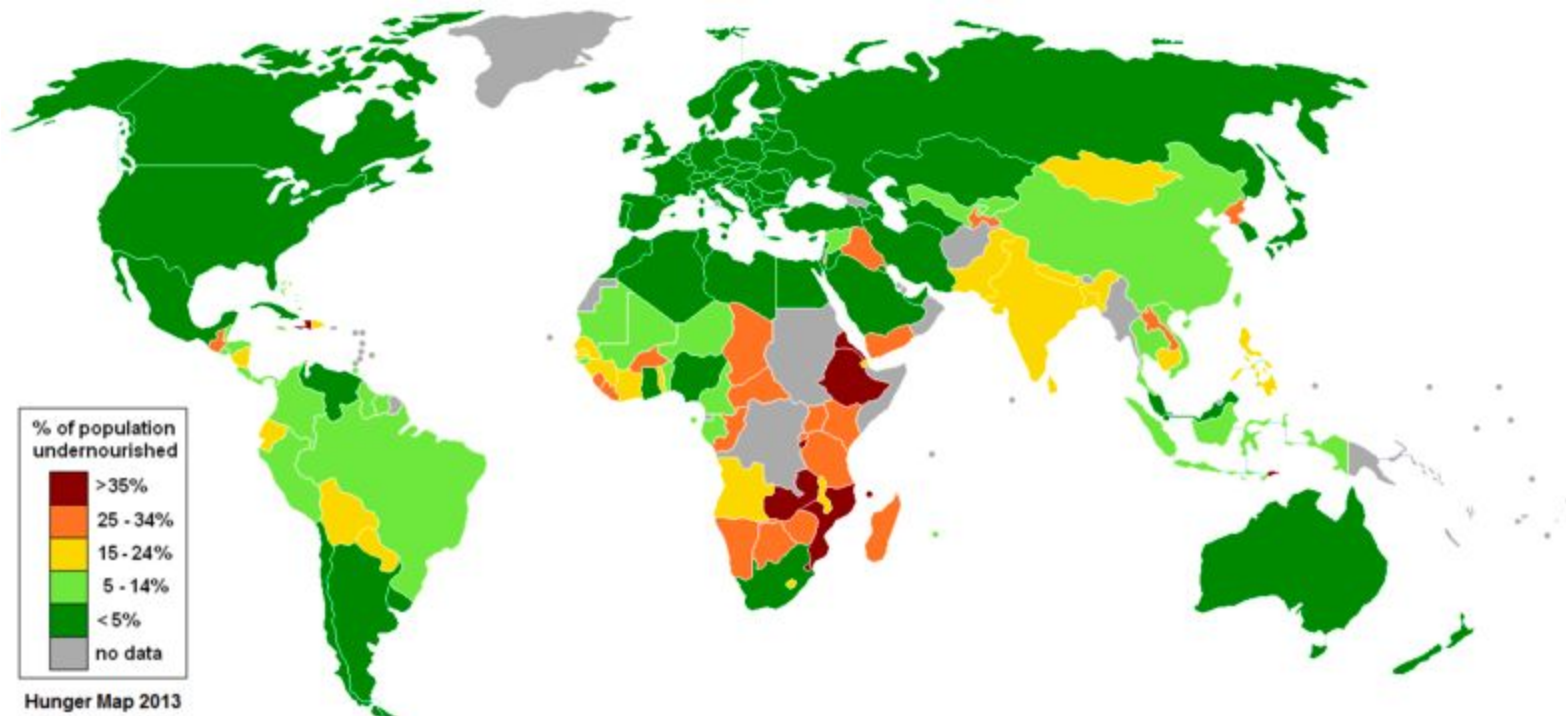 % of population
undernourished
>35%
25 - 34%
15 - 24%
5 - 14%
< 5%
no data
Hunger Map 2013